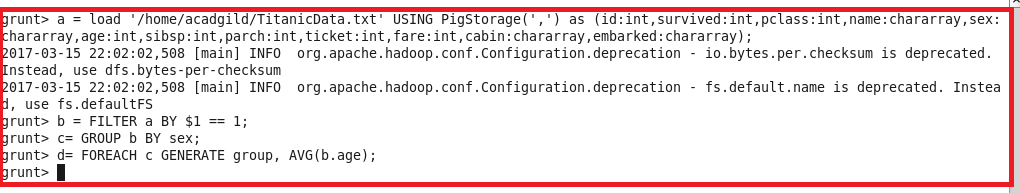 grunt> a = load '/home/acadgild/TitanicData.txt' USING PigStorage(',') as (id:int,survived:int,pclass:int,name:chararray,sex:
chararray,age:int,sibsp:int,parch:int,ticket:int,fare:int,cabin:chararray,embarked:chararray);
2017-03-15 22:02:02,508 [main] INFO  org.apache.hadoop.conf.Configuration.deprecation - io.bytes.per.checksum is deprecated.
Instead, use dfs.bytes-per-checksum
2017-03-15 22:02:02,508 [main] INFO  org.apache.hadoop.conf.Configuration.deprecation - fs.default.name is deprecated. Instea
d, use fs.defaultFS
grunt> b = FILTER a BY $1 == 1;
grunt> c= GROUP b BY sex;
grunt> d= FOREACH c GENERATE group, AVG(b.age);
grunt>